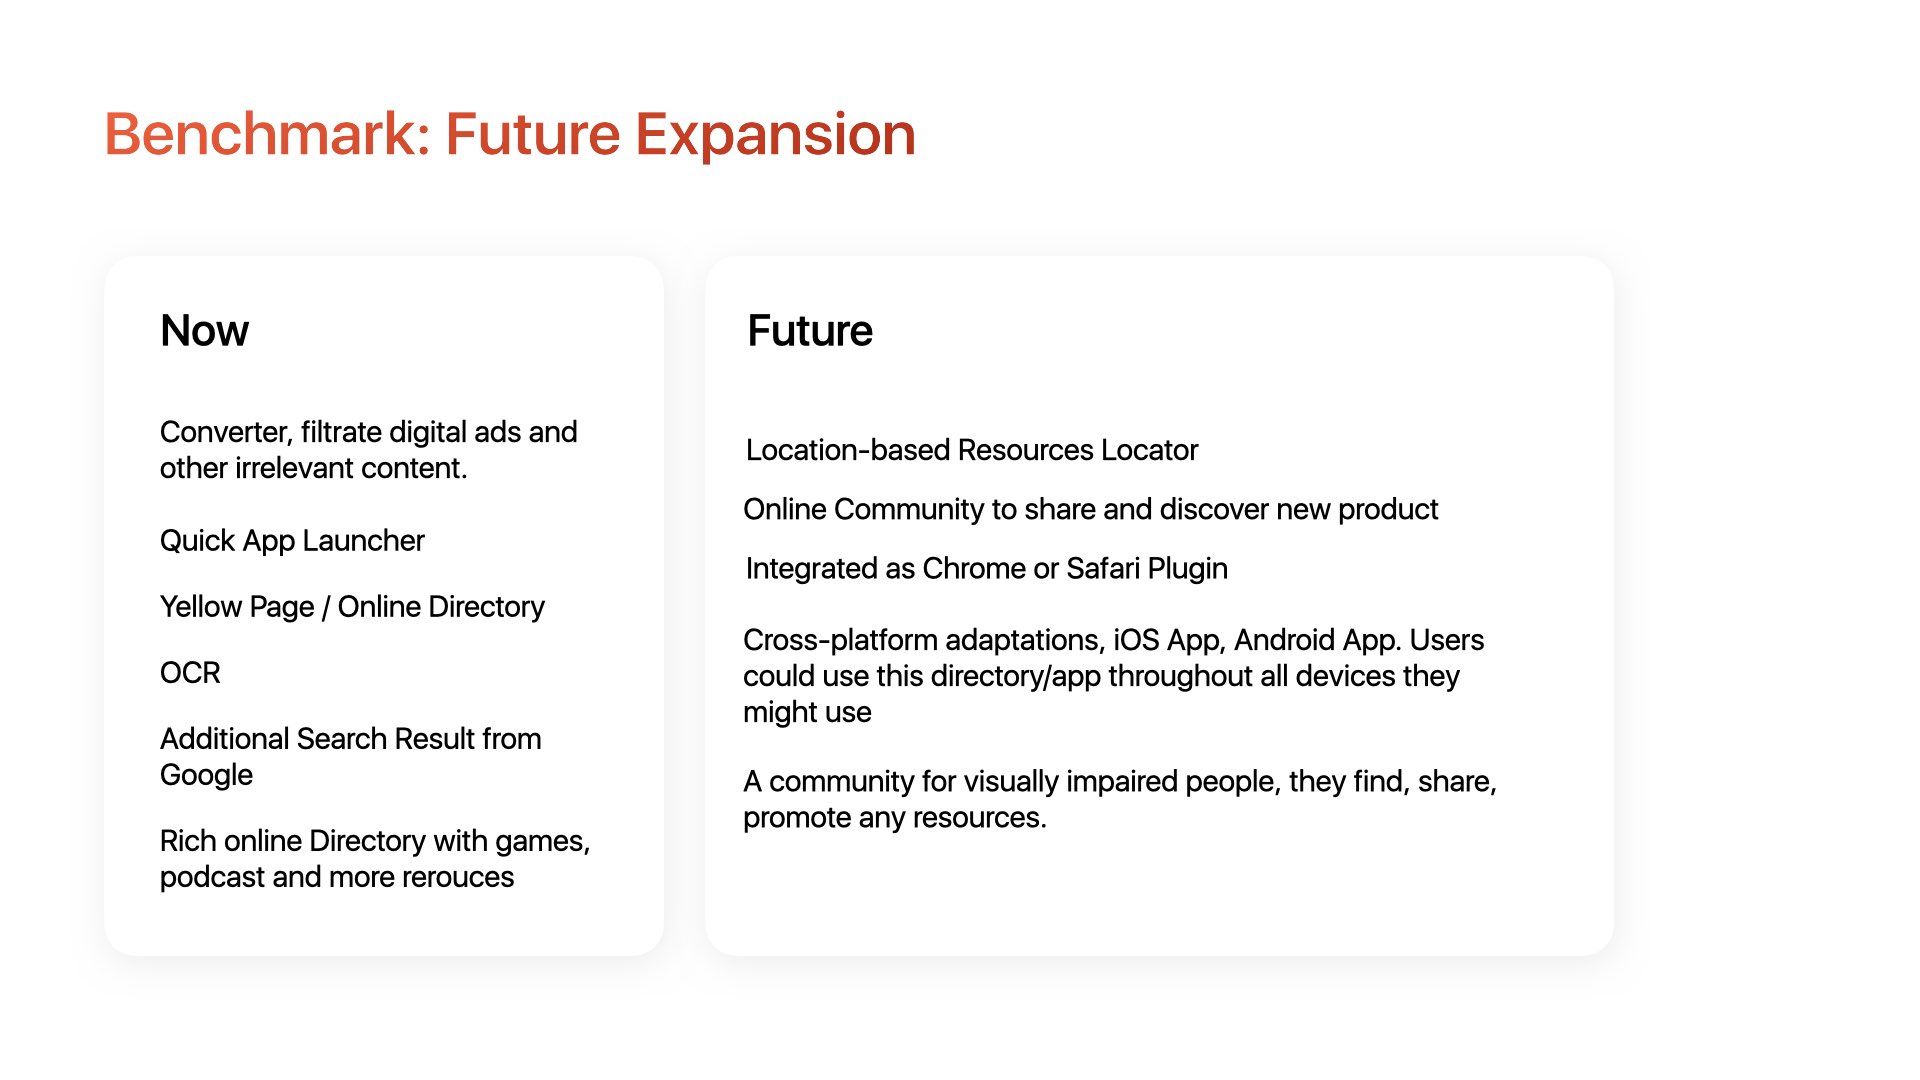 Benchmark: Future Expansion
Now
Converter, filtrate digital ads and
other irrelevant content.
Quick App Launcher
Yellow Page / Online Directory
OCR
Additional Search Result from
Google
Rich online Directory with games,
podcast and more rerouces
Future
Location-based Resources Locator
Online Community to share and discover new product
Integrated as Chrome or Safari Plugin
Cross-platform adaptations, iOS App, Android App. Users
could use this directory/app throughout all devices they
might use
A community for visually impaired people, they find, share,
promote any resources.